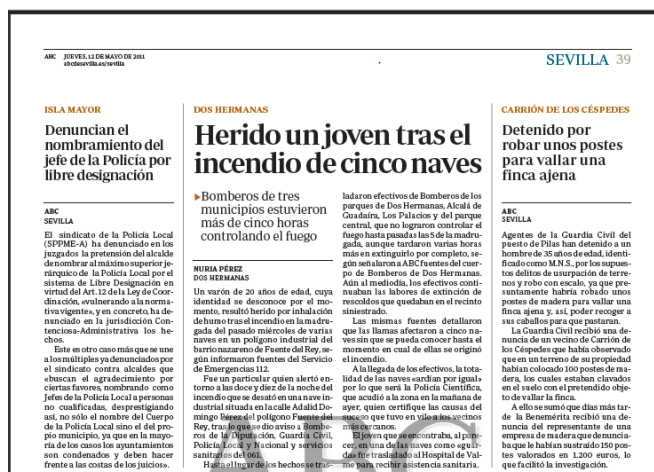 ABC JUEVES, 12 DE MAYO DE 2011
abcdesevilla.es/sevilla
SEVILLA 39
ISLA MAYOR
Denuncian el
nombramiento del
jefe de la Policía por
libre designación
ABC
SEVILLA
El sindicato de la Policía Local
(SPPME-A) ha denunciado en los
juzgados la pretensión del alcalde
de nombrar al máximo superior je-
rárquico de la Policía Local por el
sistema de Libre Designación en
virtud del Art. 12 de la Ley de Coor-
dinación, «vulnerando a la norma-
tiva vigente», y en concreto, ha de-
nunciado en la jurisdicción Con-
tenciosa-Administrativa los he-
chos.
Este es otro caso más que se une
a los múltiples ya denunciados por
el sindicato contra alcaldes que
«buscan el agradecimiento por
ciertas favores, nombrando como
Jefes de la Policía Local a personas
no cualificadas, desprestigiando
así, no sólo el nombre del Cuerpo
de la Policía Local sino el del pro-
pio municipio, ya que en la mayo-
ría de los casos los ayuntamientos
son condenados y deben hacer
frente a las costas de los juicios».
DOS HERMANAS
Herido un joven tras el
incendio de cinco naves
▸Bomberos de tres
municipios estuvieron
más de cinco horas
controlando el fuego
NURIA PÉREZ
DOS HERMANAS
Un varón de 20 años de edad, cuya
identidad se desconoce por el mo-
mento, resultó herido por inhalación
de humo tras el incendio en la madru-
gada del pasado miércoles de varias
naves en un polígono industrial del
barrio nazareno de Fuente del Rey, se-
gún informaron fuentes del Servicio
de Emergencias 112.
Fue un particular quien alertó en-
torno a las doce y diez de la noche del
incendio que se desató en una nave in-
dustrial situada en la calle Adalid Do-
mingo Pérez del polígono Fuente del
Rey, tras lo que se dio aviso a Bombe-
ros de la Diputación, Guardia Civil,
Policía Local y Nacional y servicios
sanitarios del 061.
Hasta el lugar de los hechos se tras-
ladaron efectivos de Bomberos de los
parques de Dos Hermanas, Alcalá de
Guadaíra, Los Palacios y del parque
central, que no lograron controlar el
fuego hasta pasadas las 5 de la madru-
gada, aunque tardaron varias horas
más en extinguirlo por completo, se-
gún señalaron a ABC fuentes del cuer-
po de Bomberos de Dos Hermanas.
Aún al mediodía, los efectivos conti-
nuaban las labores de extinción de
rescoldos que quedaban en el recinto
siniestrado.
Las mismas fuentes detallaron
que las llamas afectaron a cinco na-
ves sin que se pueda conocer hasta el
momento en cual de ellas se originó
el incendio.
A la llegada de los efectivos, la tota-
lidad de las naves «ardían por igual»
por lo que será la Policía Científica,
que acudió a la zona en la mañana de
ayer, quien certifique las causas del
suceso que tuvo en vilo a los vecinos
más cercanos.
El joven que se encontraba, al pare-
cer, en una de las naves como «guar-
da» fue trasladado al Hospital de Val-
me para recibir asistencia sanitaria.
CARRIÓN DE LOS CÉSPEDES
Detenido por
robar unos postes
para vallar una
finca ajena
ABC
SEVILLA
Agentes de la Guardia Civil del
puesto de Pilas han detenido a un
hombre de 35 años de edad, identi-
ficado como M.N.S., por los supues-
tos delitos de usurpación de terre-
nos y robo con escalo, ya que pre-
suntamente habría robado unos
postes de madera para vallar una
finca ajena y, así, poder recoger a
sus caballos para que pastaran.
La Guardia Civil recibió una de-
nuncia de un vecino de Carrión de
los Céspedes que había observado
que en un terreno de su propiedad
habían colocado 100 postes de ma-
dera, los cuales estaban clavados
en el suelo con el pretendido obje-
to de vallar la finca.
A ello se sumó que días más tar-
de la Benemérita recibió una de-
nuncia del representante de una
empresa de madera que denuncia-
ba que le habían sustraído 150 pos-
tes valorados en 1.200 euros, lo
que facilitó la investigación.
ABC